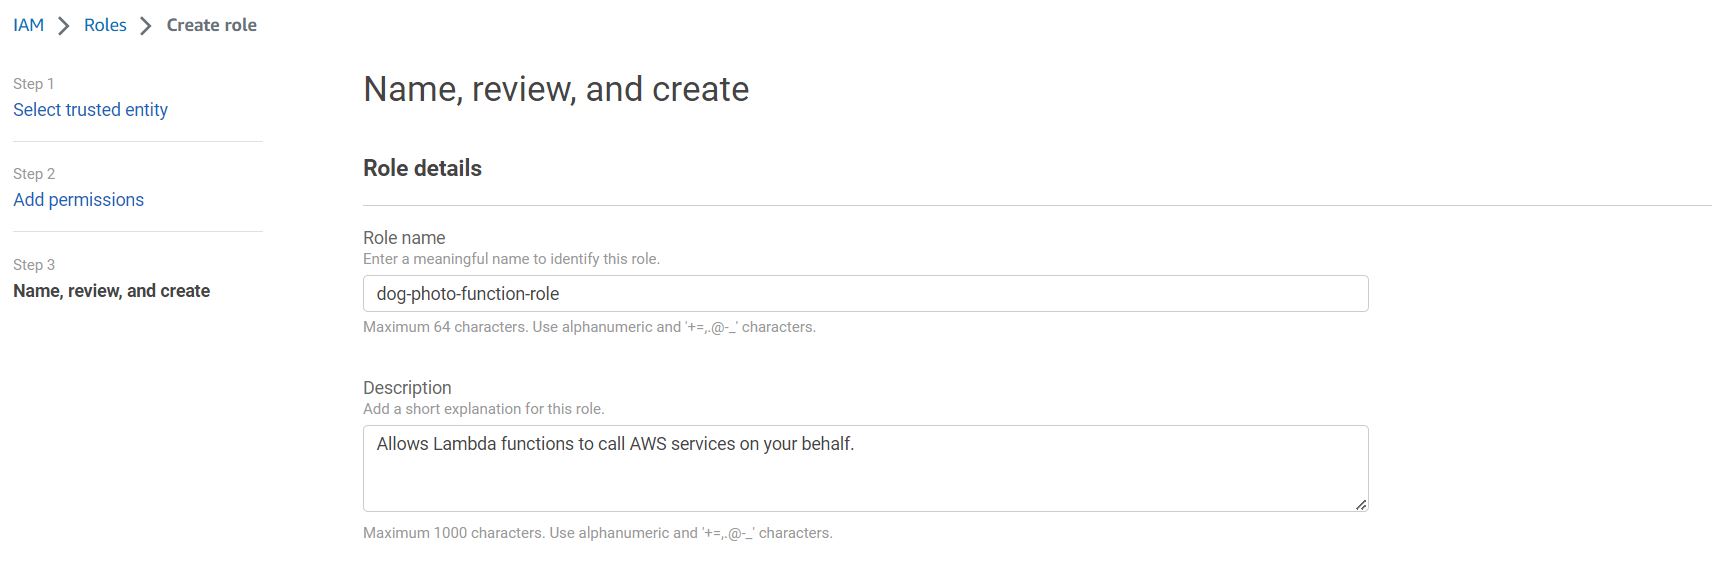 IAM > Roles > Create role
Step 1
Select trusted entity
Step 2
Add permissions
Step 3
Name, review, and create
Name, review, and create
Role details
Role name
Enter a meaningful name to identify this role.
dog-photo-function-role
Maximum 64 characters. Use alphanumeric and '+=,.@-_' characters.
Description
Add a short explanation for this role.
Allows Lambda functions to call AWS services on your behalf.
Maximum 1000 characters. Use alphanumeric and '+=,.@-_' characters.